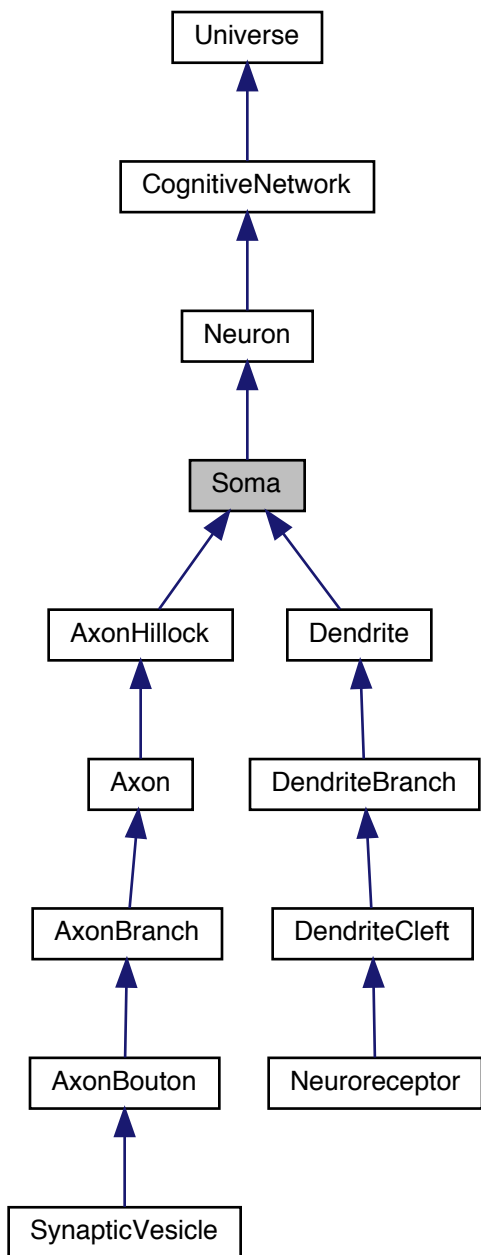 Universe
CognitiveNetwork
Neuron
Soma
AxonHillock
Dendrite
Axon
DendriteBranch
AxonBranch
DendriteCleft
AxonBouton
Neuroreceptor
SynapticVesicle